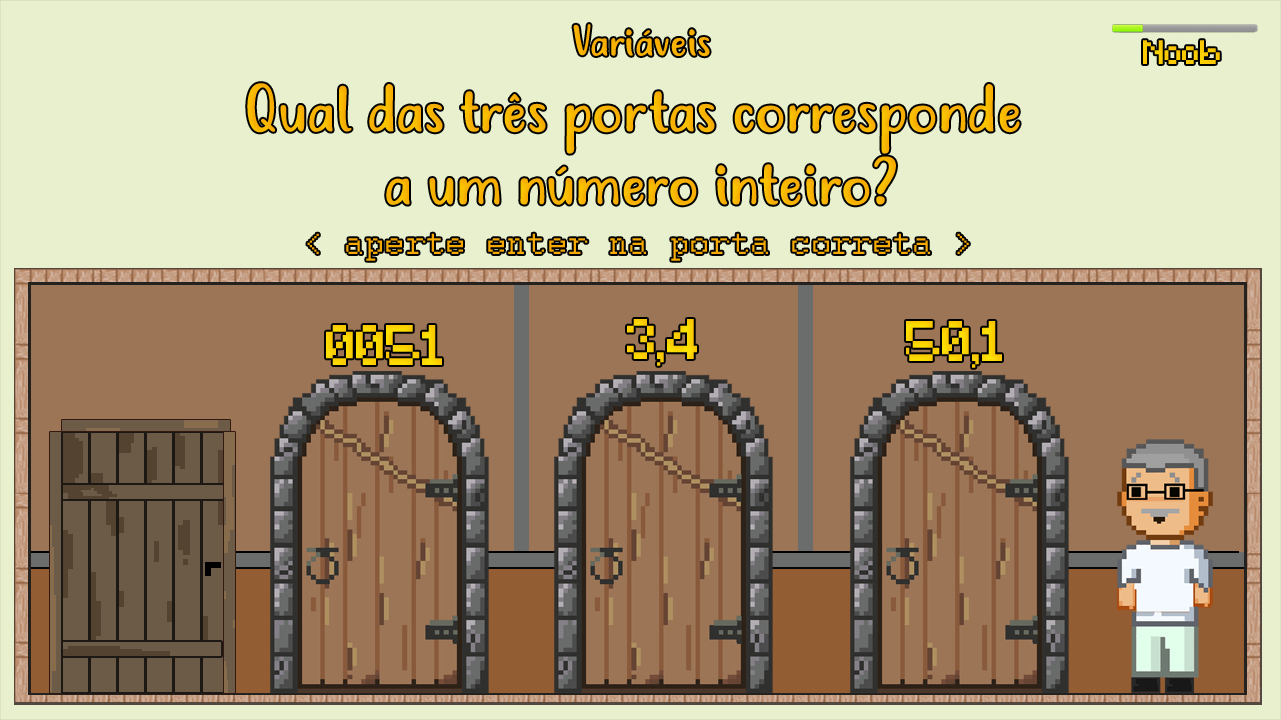 Variáveis
Noob
Qual das três portas corresponde
a um número inteiro?
< aperte enter na porta correta >
0051
3,4
50,1